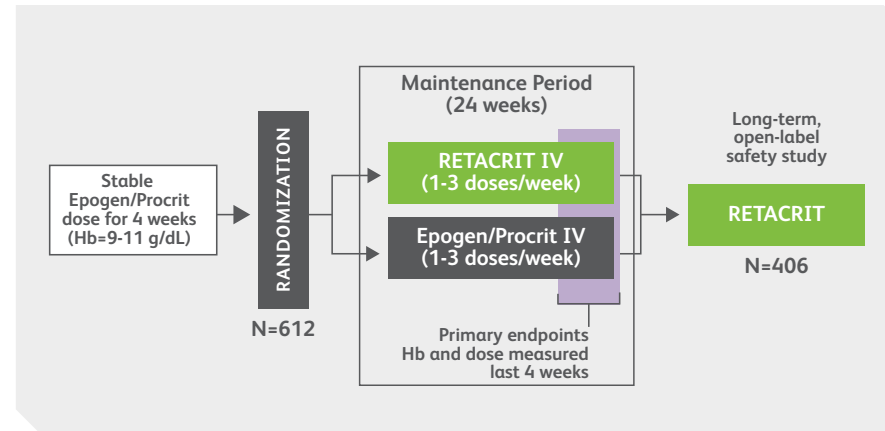 Stable
Epogen/Procrit
dose for 4 weeks
(Hb=9-11 g/dL)
RANDOMIZATION
N=612
Maintenance Period
(24 weeks)
RETACRIT IV
(1-3 doses/week)
Epogen/Procrit IV
(1-3 doses/week)
Primary endpoints
Hb and dose measured
last 4 weeks
Long-term,
open-label
safety study
RETACRIT
N=406